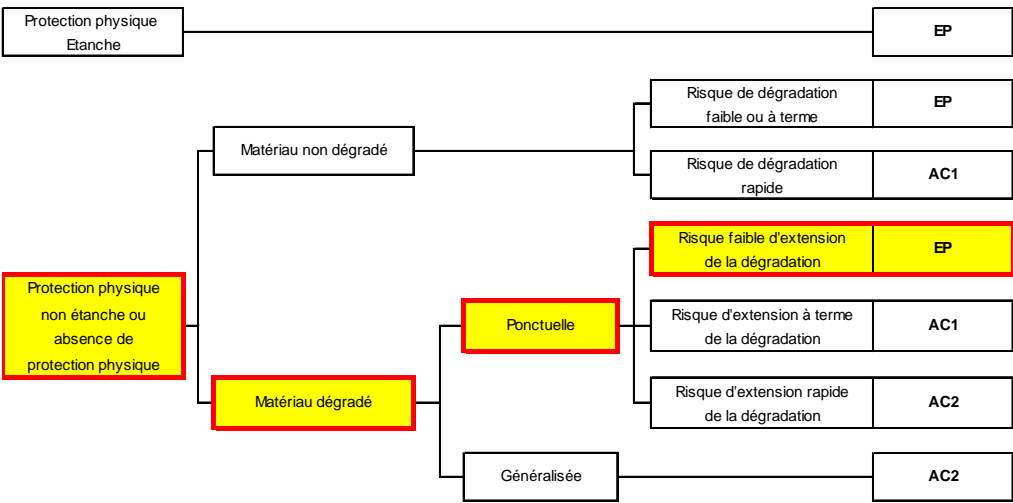 Protection physique
Etanche
EP
Risque de dégradation
faible ou à terme
EP
Matériau non dégradé
Risque de dégradation
rapide
AC1
Risque faible d'extension
de la dégradation
EP
Protection physique
non étanche ou
absence de
protection physique
Ponctuelle
Risque d'extension à terme
de la dégradation
AC1
Matériau dégradé
Risque d'extension rapide
de la dégradation
AC2
Généralisée
AC2